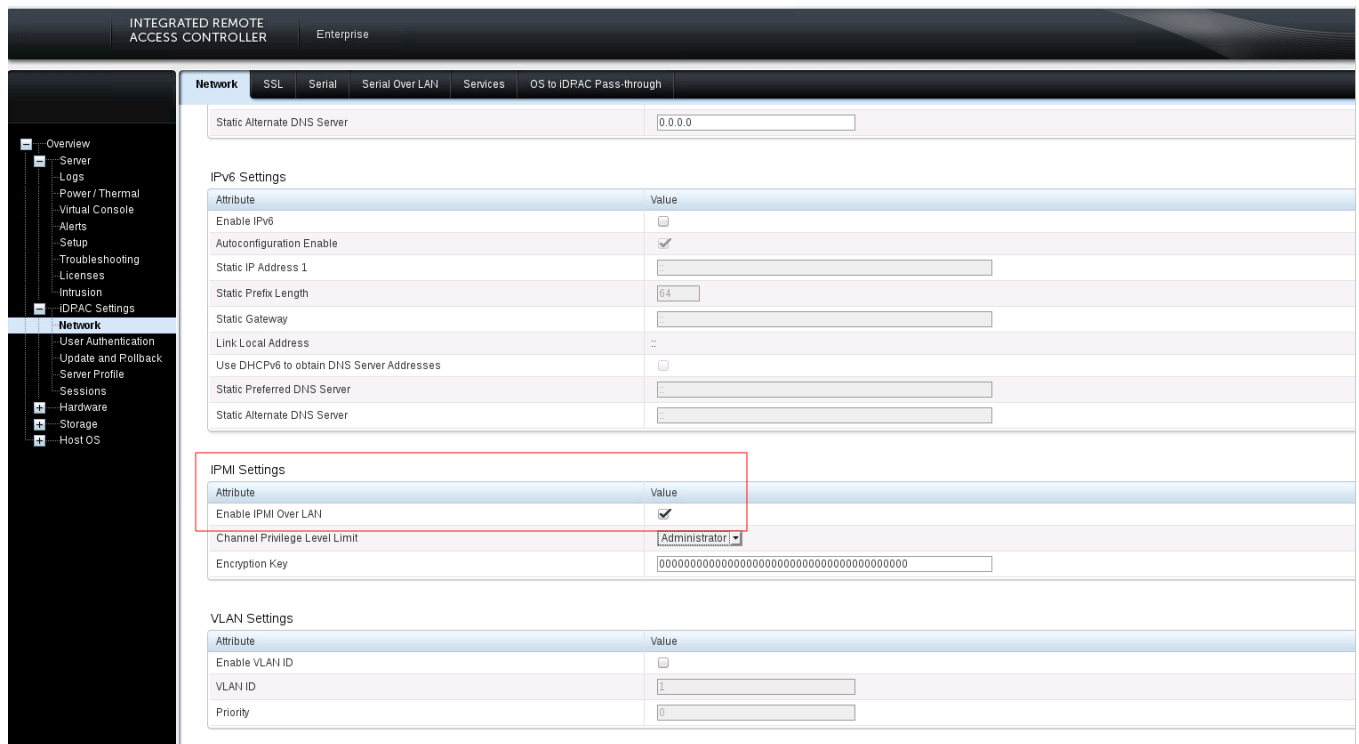 INTEGRATED REMOTE
ACCESS CONTROLLER
Enterprise
Network SSL Serial Serial Over LAN Services OS to iDRAC Pass-through
Overview
Server
Logs
Power / Thermal
Virtual Console
Alerts
Setup
Troubleshooting
Licenses
Intrusion
iDRAC Settings
Network
User Authentication
Update and Rollback
Server Profile
Sessions
Hardware
Storage
Host OS
Static Alternate DNS Server 0.0.0.0
IPv6 Settings
Attribute Value
Enable IPv6
Autoconfiguration Enable
Static IP Address 1 ::
Static Prefix Length 64
Static Gateway ::
Link Local Address ::
Use DHCPv6 to obtain DNS Server Addresses
Static Preferred DNS Server ::
Static Alternate DNS Server ::
IPMI Settings
Attribute Value
Enable IPMI Over LAN
Channel Privilege Level Limit Administrator
Encryption Key 0000000000000000000000000000000000000000
VLAN Settings
Attribute Value
Enable VLAN ID
VLAN ID 1
Priority 0